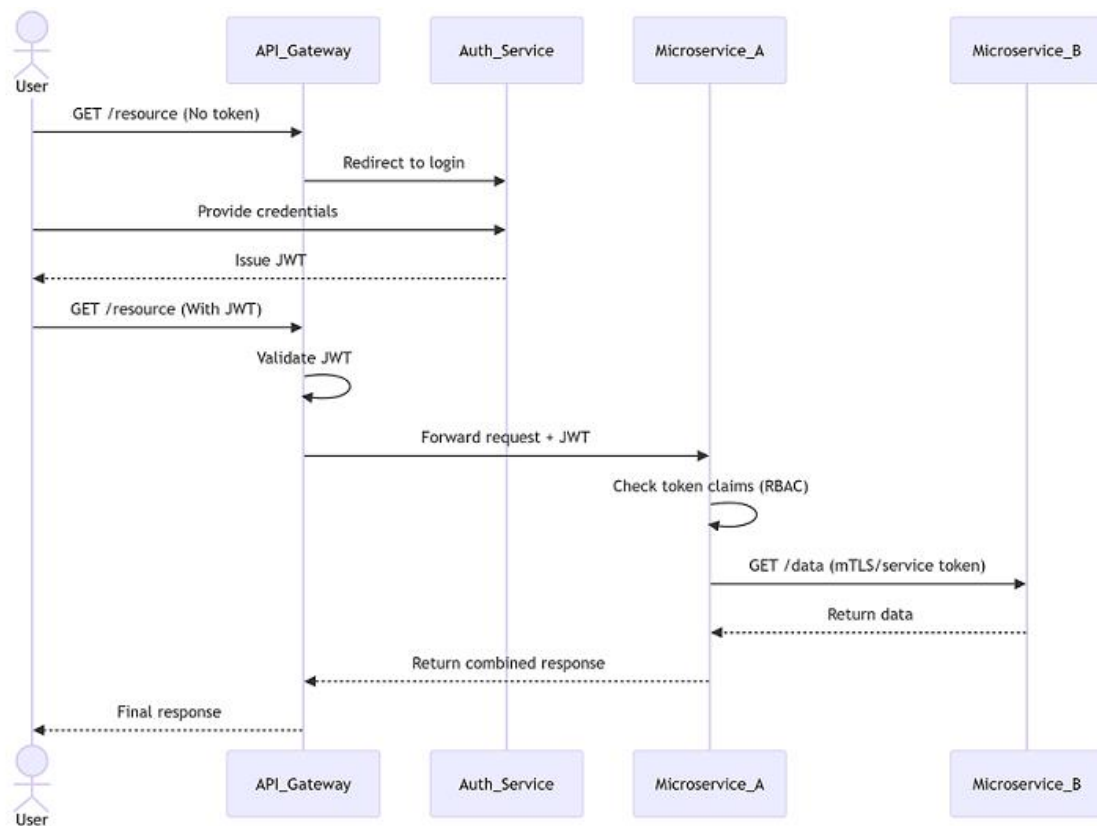 API_Gateway
Auth_Service
Microservice_A
Microservice_B
User
GET /resource (No token)
Redirect to login
Provide credentials
Issue JWT
GET /resource (With JWT)
Validate JWT
Forward request + JWT
Check token claims (RBAC)
GET /data (mTLS/service token)
Return data
Return combined response
Final response
API_Gateway
Auth_Service
Microservice_A
Microservice_B
User